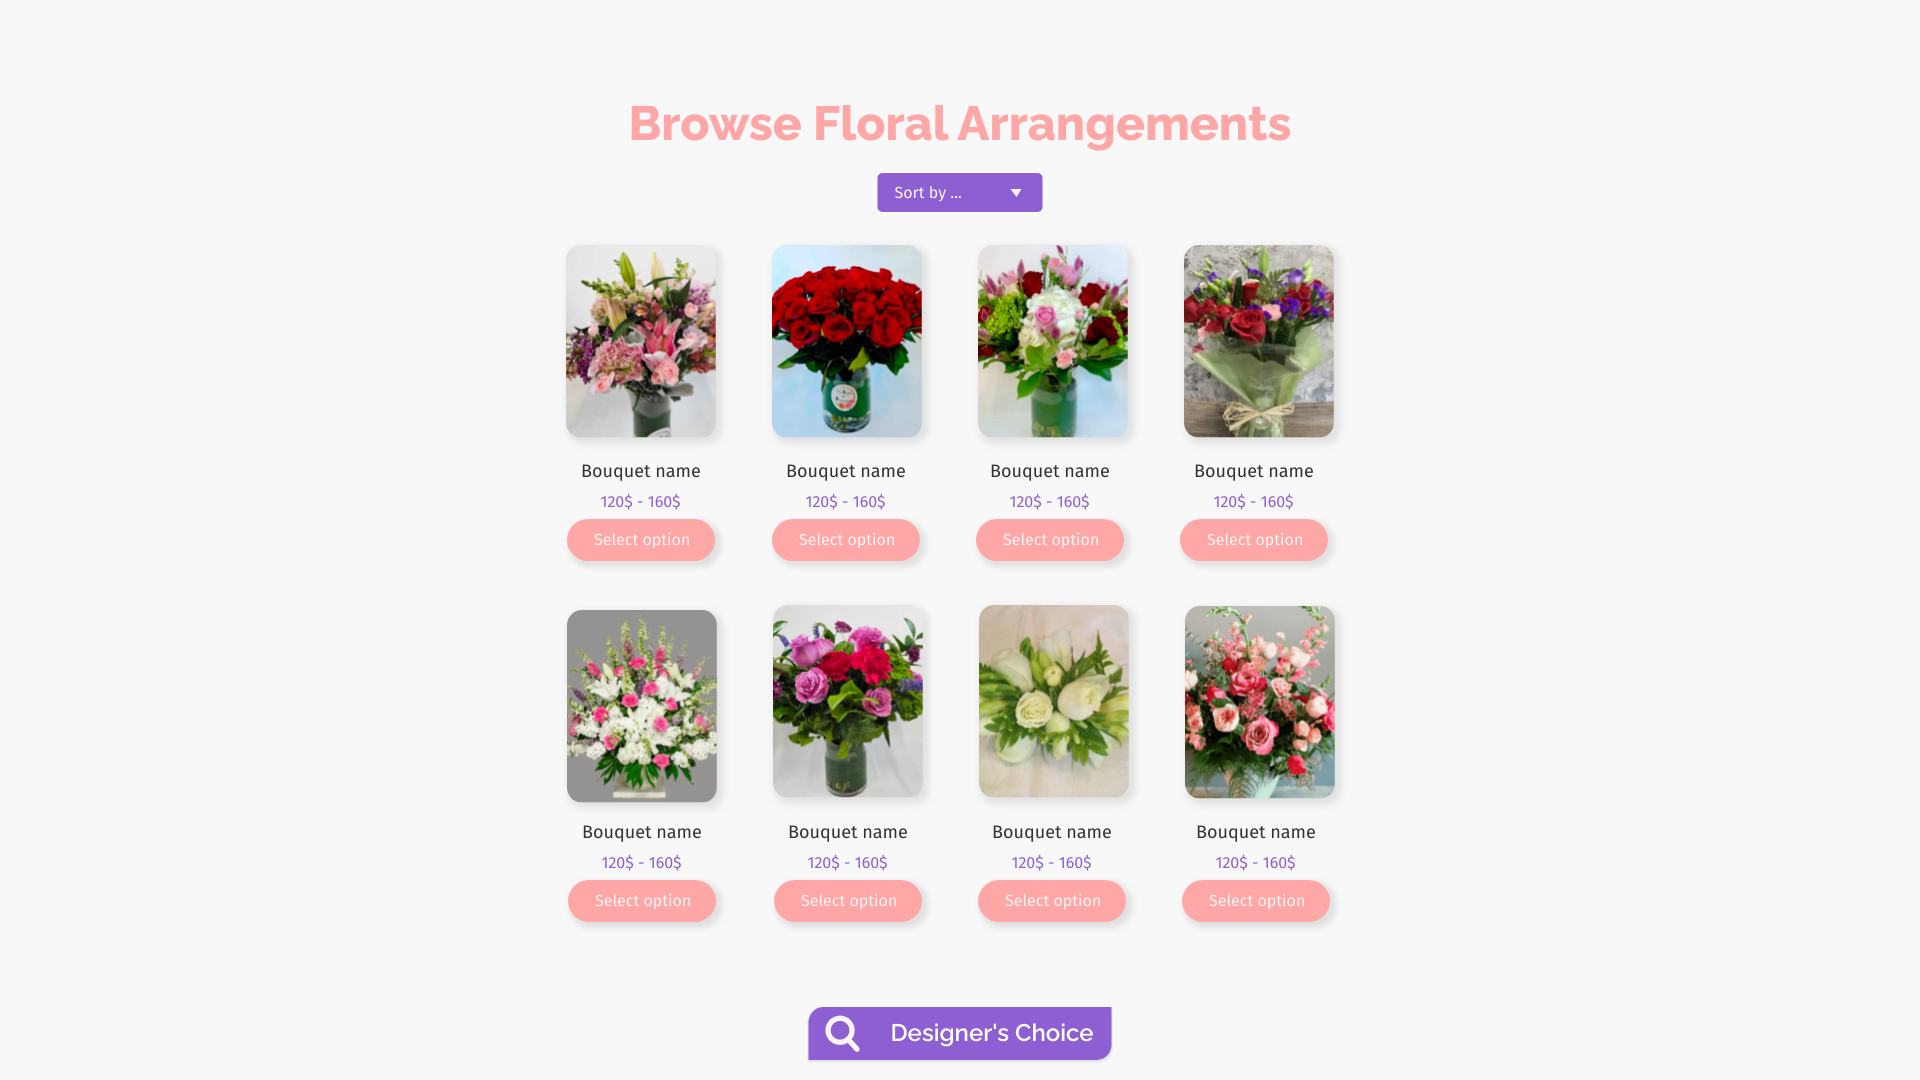 Browse Floral Arrangements
Sort by ...
Bouquet name
120$ - 160$
Select option
Bouquet name
120$ - 160$
Select option
Bouquet name
120$ - 160$
Select option
Bouquet name
120$ - 160$
Select option
Bouquet name
120$ - 160$
Select option
Bouquet name
120$ - 160$
Select option
Bouquet name
120$ - 160$
Select option
Bouquet name
120$ - 160$
Select option
Designer's Choice